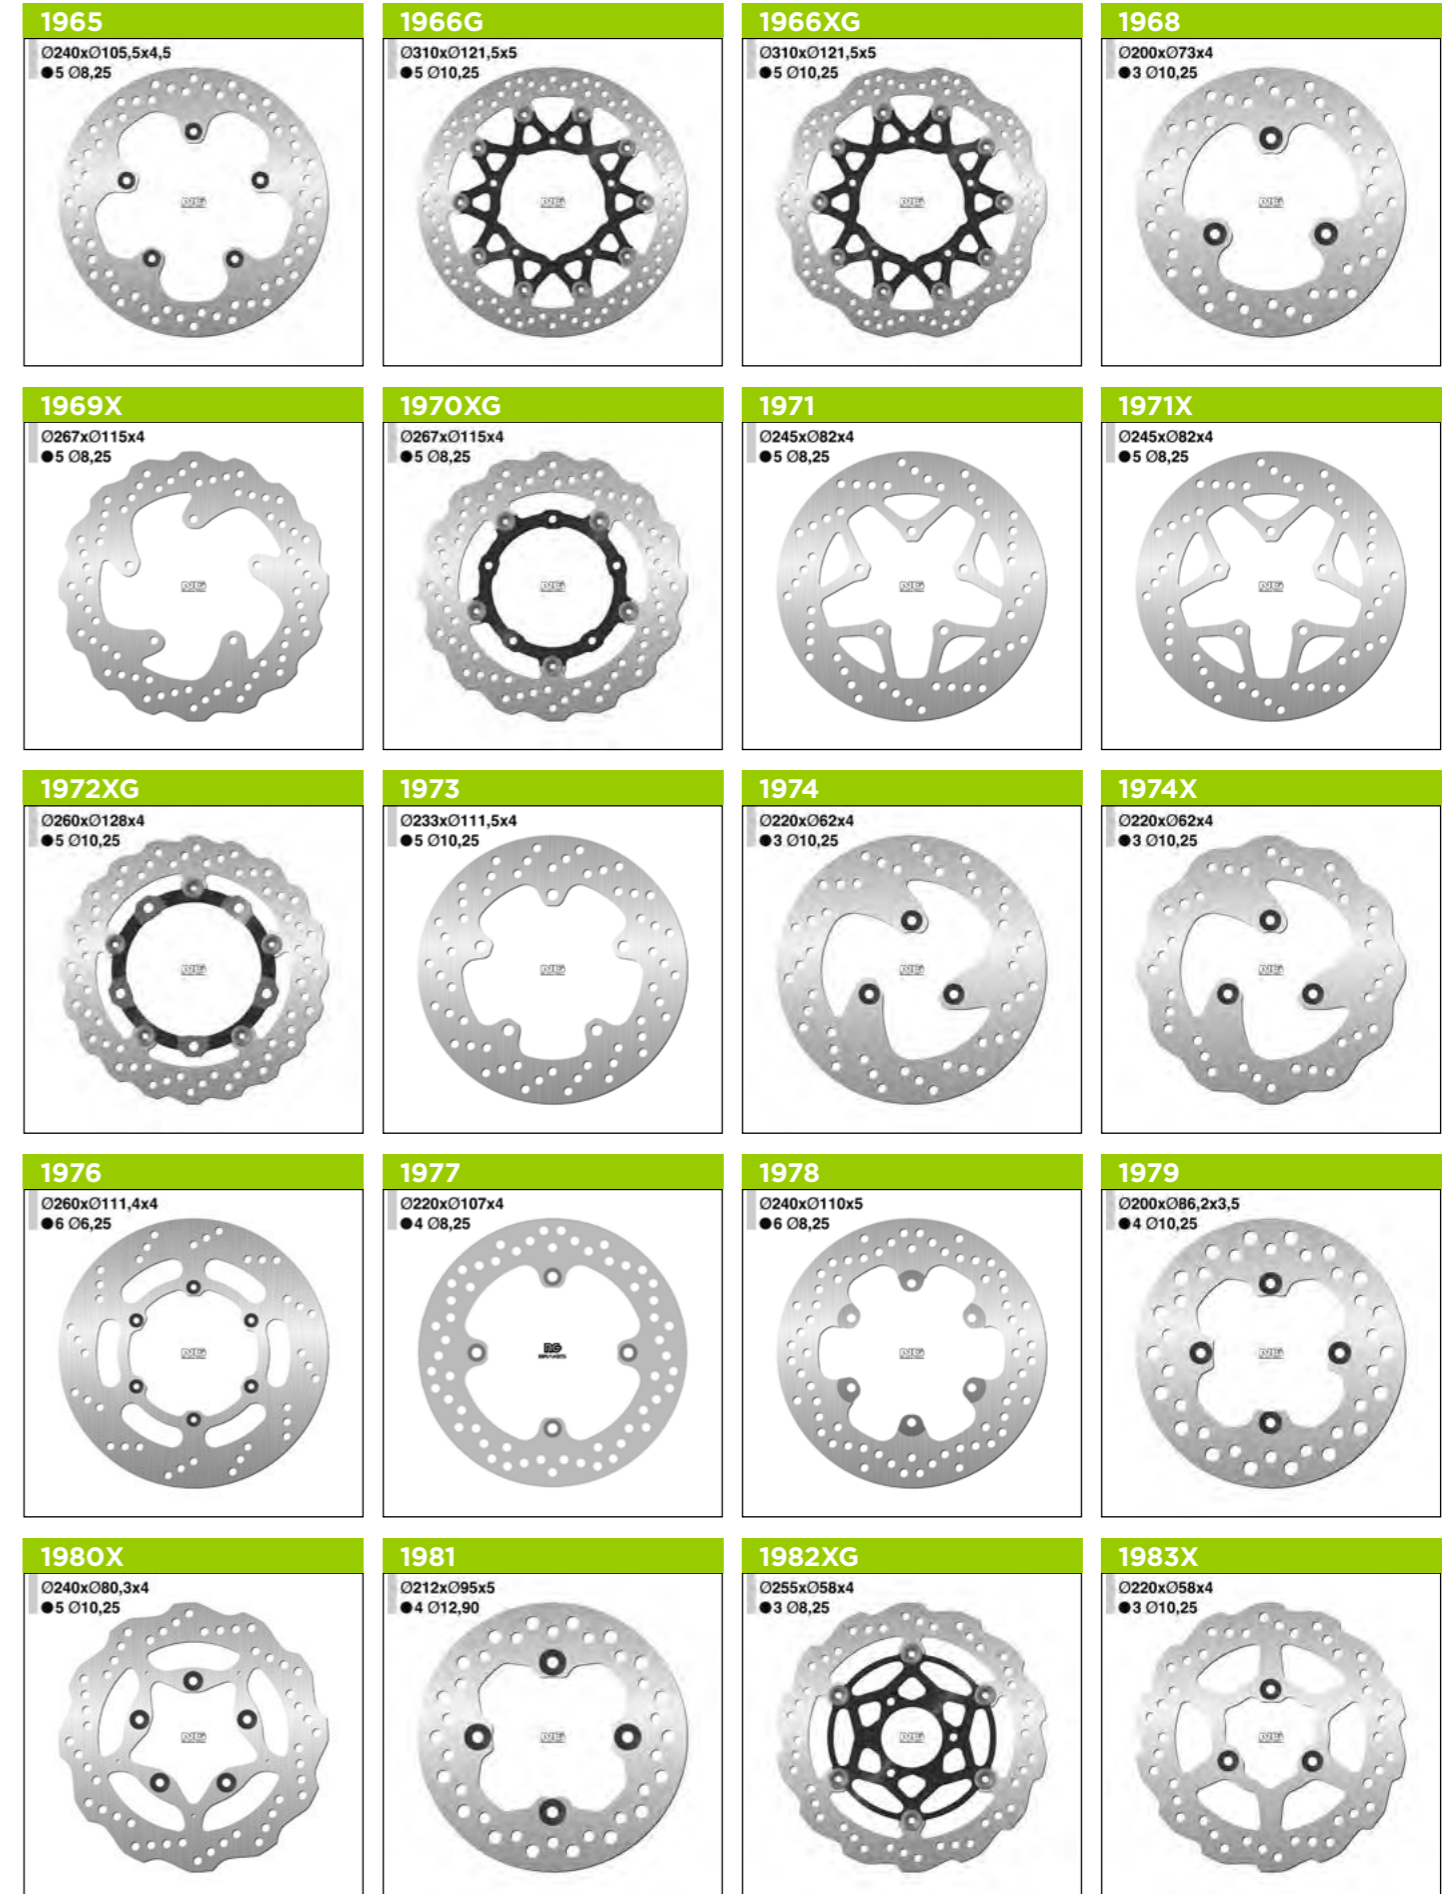 1965
Ø240xØ105,5x4,5
●5 Ø8,25
1966G
Ø310xØ121,5x5
●5 Ø10,25
1966XG
Ø310xØ121,5x5
●5 Ø10,25
1968
Ø200xØ73x4
●3 Ø10,25
1969X
Ø267xØ115x4
●5 Ø8,25
1970XG
Ø267xØ115x4
●5 Ø8,25
1971
Ø245xØ82x4
●5 Ø8,25
1971X
Ø245xØ82x4
●5 Ø8,25
1972XG
Ø260xØ128x4
●5 Ø10,25
1973
Ø233xØ111,5x4
●5 Ø10,25
1974
Ø220xØ62x4
●3 Ø10,25
1974X
Ø220xØ62x4
●3 Ø10,25
1976
Ø260xØ111,4x4
●6 Ø6,25
1977
Ø220xØ107x4
●4 Ø8,25
NG
BRAKES
1978
Ø240xØ110x5
●6 Ø8,25
1979
Ø200xØ86,2x3,5
●4 Ø10,25
1980X
Ø240xØ80,3x4
●5 Ø10,25
1981
Ø212xØ95x5
●4 Ø12,90
1982XG
Ø255xØ58x4
●3 Ø8,25
1983X
Ø220xØ58x4
●3 Ø10,25